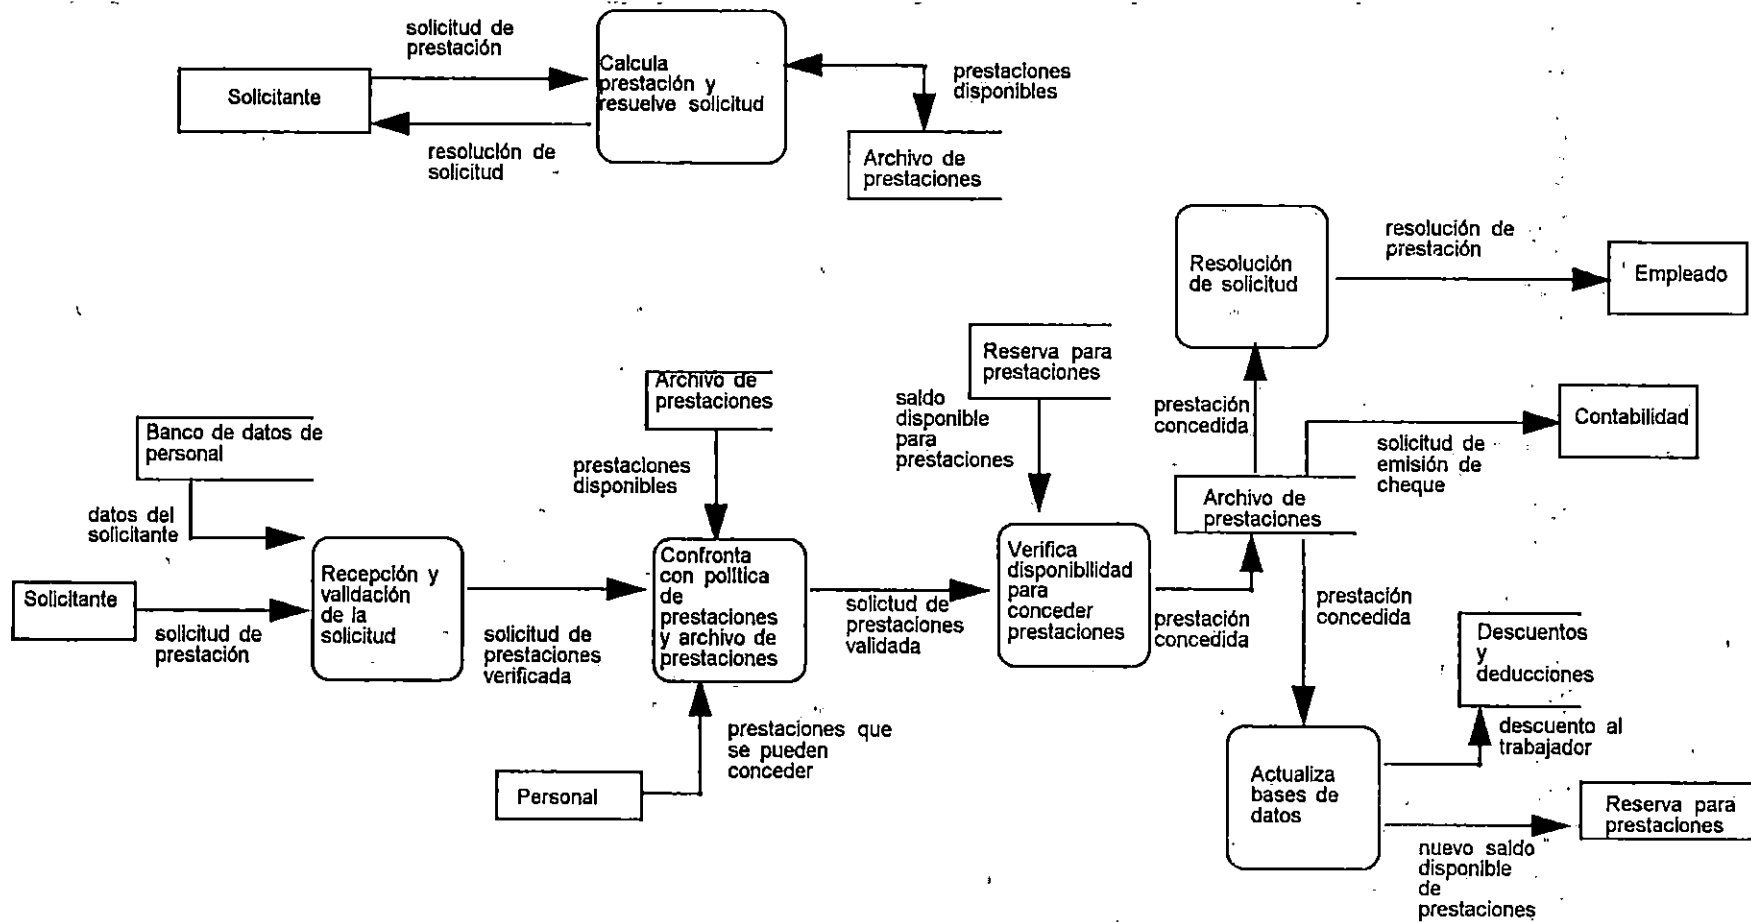 solicitud de
prestación
Solicitante
Calcula
prestación y
resuelve solicitud
prestaciones
disponibles
resolución de
solicitud
Archivo de
prestaciones
Resolución
de solicitud
resolución de
prestación
Empleado
Reserva para
prestaciones
Archivo de
prestaciones
saldo
disponible
para
prestaciones
prestación
concedida
Contabilidad
solicitud de
emisión de
cheque
Banco de datos de
personal
prestaciones
disponibles
Archivo de
prestaciones
datos del
solicitante
Solicitante
solicitud de
prestación
Recepción y
validación
de la
solicitud
solicitud de
prestaciones
verificada
Confronta
con política
de
prestaciones
y archivo de
prestaciones
solictud de
prestaciones
validada
Verifica
disponibilidad
para
conceder
prestaciones
prestación
concedida
prestación
concedida
Descuentos
y
deducciones
prestaciones que
se pueden
conceder
Personal
Actualiza
bases de
datos
descuento al
trabajador
Reserva para
prestaciones
nuevo saldo
disponible
de
prestaciones